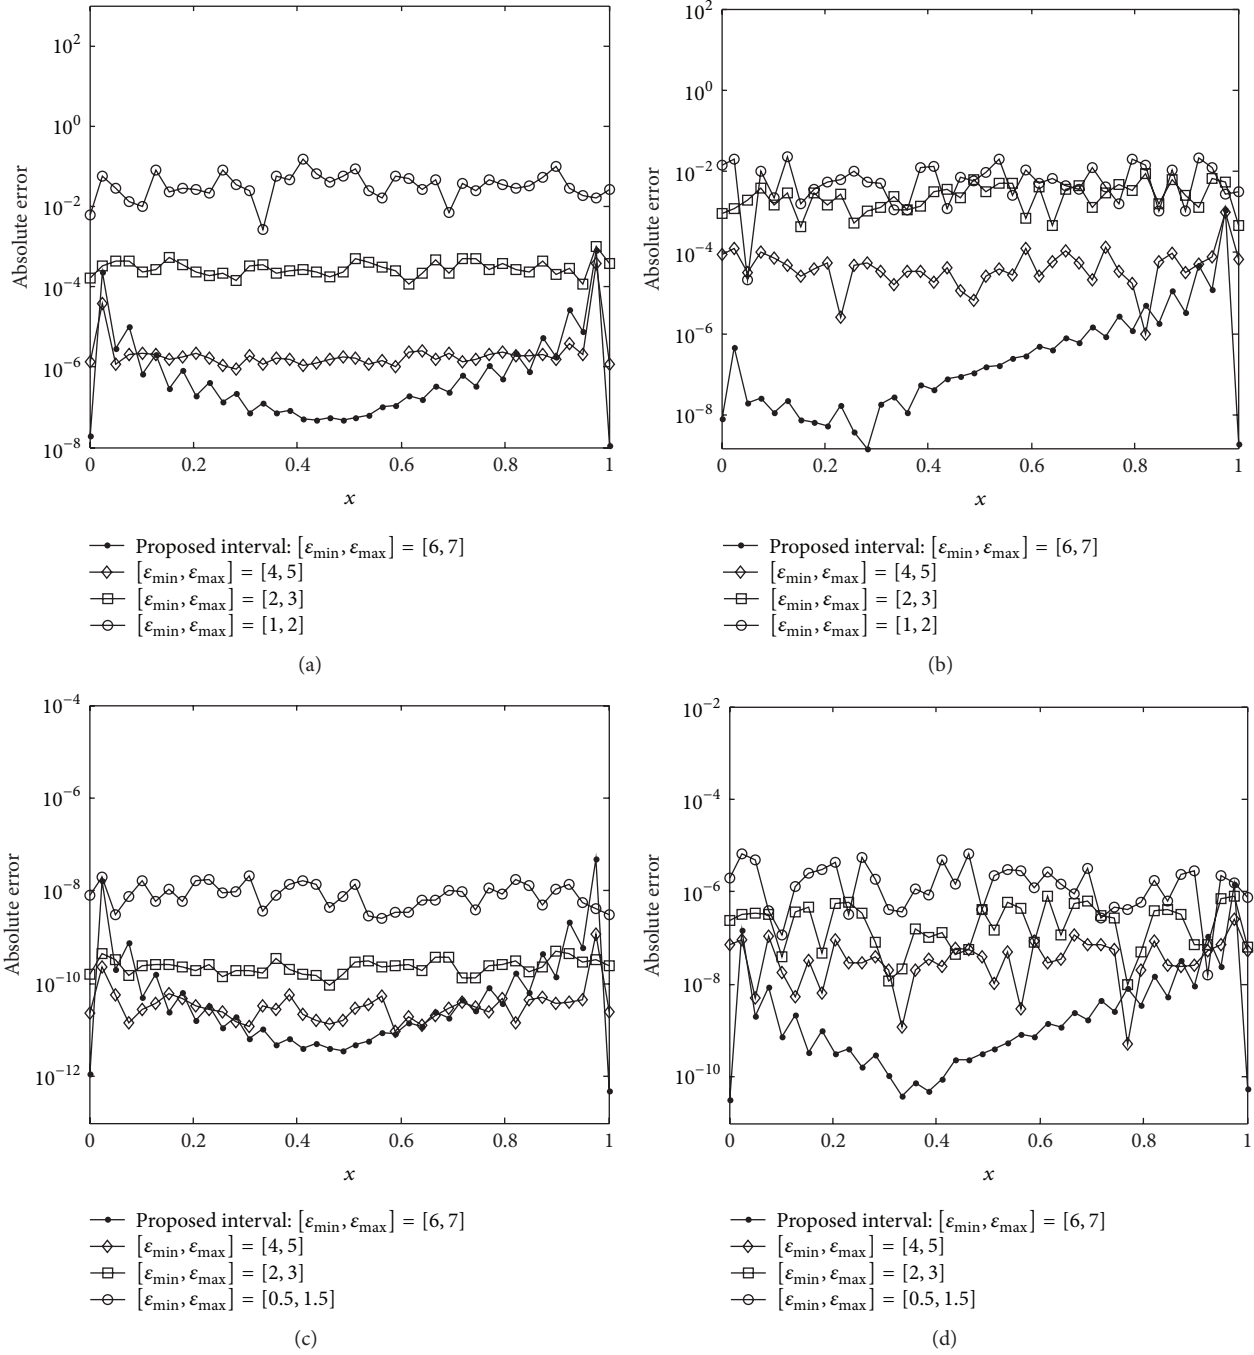 Absolute error
10²
10⁰
10⁻²
10⁻⁴
10⁻⁶
10⁻⁸
0 0.2 0.4 0.6 0.8 1
x
Proposed interval: [ε_min, ε_max] = [6, 7]
[ε_min, ε_max] = [4, 5]
[ε_min, ε_max] = [2, 3]
[ε_min, ε_max] = [1, 2]
(a)
Absolute error
10²
10⁰
10⁻²
10⁻⁴
10⁻⁶
10⁻⁸
0 0.2 0.4 0.6 0.8 1
x
Proposed interval: [ε_min, ε_max] = [6, 7]
[ε_min, ε_max] = [4, 5]
[ε_min, ε_max] = [2, 3]
[ε_min, ε_max] = [1, 2]
(b)
Absolute error
10⁻⁴
10⁻⁶
10⁻⁸
10⁻¹⁰
10⁻¹²
0 0.2 0.4 0.6 0.8 1
x
Proposed interval: [ε_min, ε_max] = [6, 7]
[ε_min, ε_max] = [4, 5]
[ε_min, ε_max] = [2, 3]
[ε_min, ε_max] = [0.5, 1.5]
(c)
Absolute error
10⁻²
10⁻⁴
10⁻⁶
10⁻⁸
10⁻¹⁰
0 0.2 0.4 0.6 0.8 1
x
Proposed interval: [ε_min, ε_max] = [6, 7]
[ε_min, ε_max] = [4, 5]
[ε_min, ε_max] = [2, 3]
[ε_min, ε_max] = [0.5, 1.5]
(d)